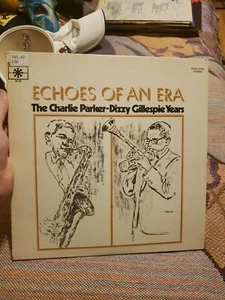 ECHOES OF AN ERA
The Charlie Parker-Dizzy Gillespie Years